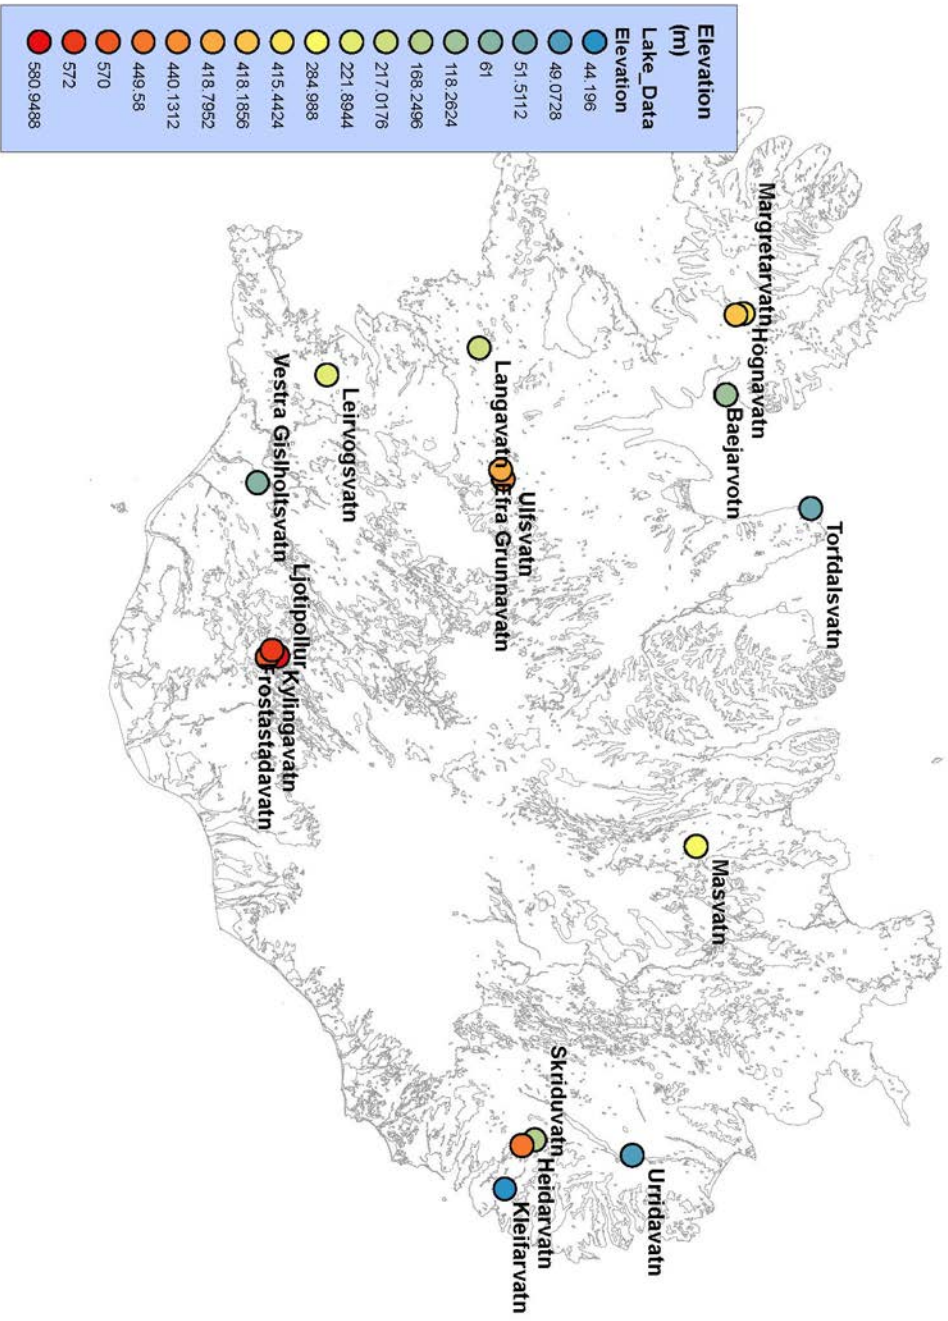 Elevation
(m)
Lake_Data
Elevation
44.196
49.0728
51.5112
61
118.2624
168.2496
217.0176
221.8944
284.988
415.4424
418.1856
418.7952
440.1312
449.58
570
572
580.9488
Margretarvatn
Högnavatn
Baejarvotn
Torfdalsvatn
Langavatn
Ulfsvatn
Efra Grunnavatn
Leirvogsvatn
Vestra Gislholtsvatn
Ljotipollur
Kylingavatn
Frostastadavatn
Masvatn
Skriduvatn
Heidarvatn
Urridavatn
Kleifarvatn